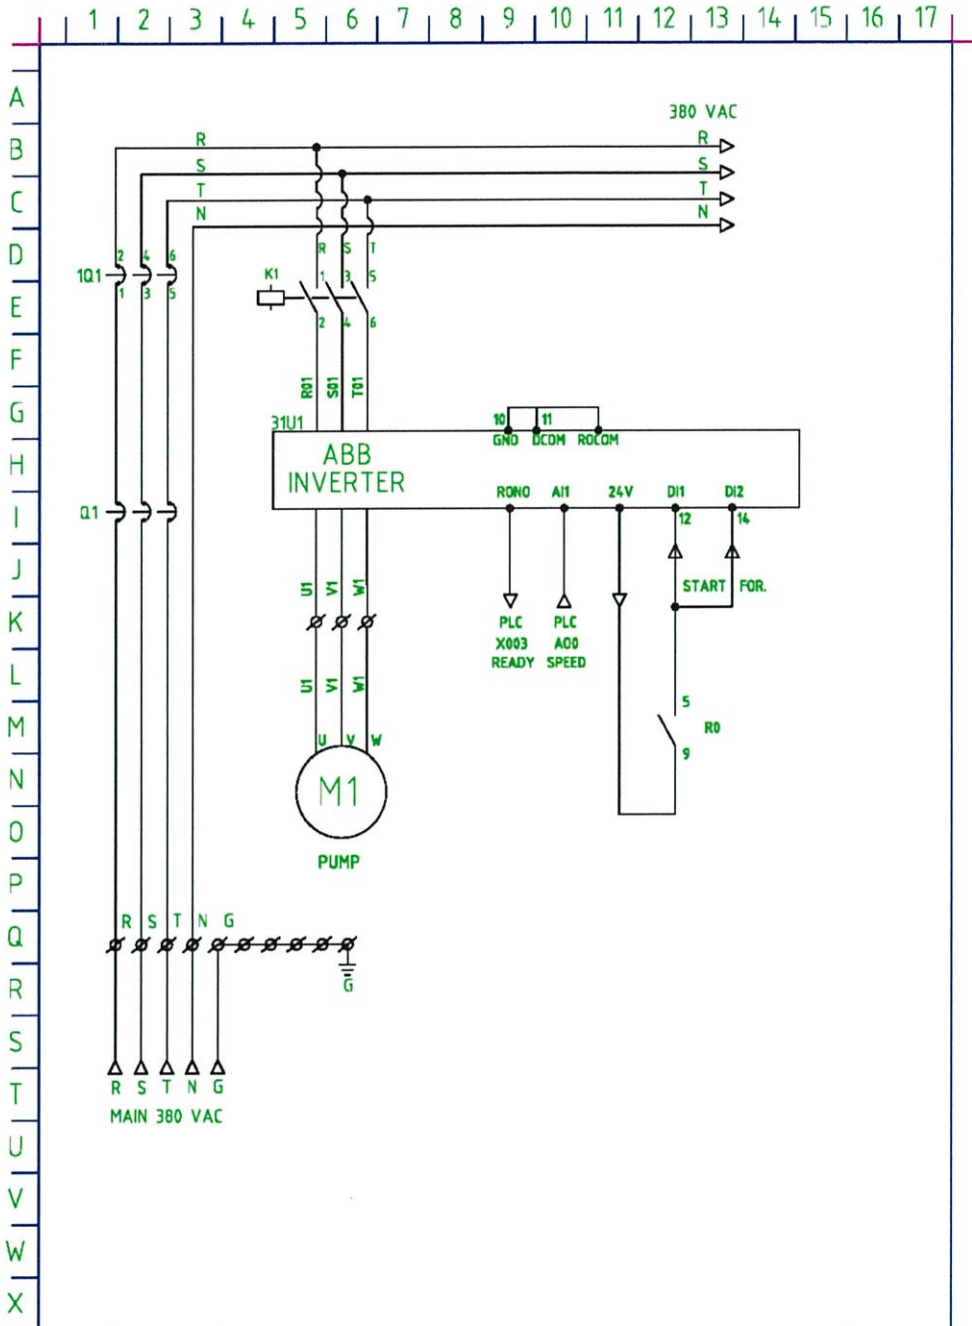 1 2 3 4 5 6 7 8 9 10 11 12 13 14 15 16 17
A
380 VAC
B
R R
S S
C
T T
N N
D
R S T
2 4 6
1Q1
K1
1 3 5
1 3 5
E
2 4 6
F
R01 S01 T01
G
31U1
10 11
GND DCOM ROCOM
H
ABB
INVERTER
RONO AI1 24V DI1 DI2
I
Q1
12 14
J
U1 V1 W1
START FOR.
K
PLC PLC
X003 AO0
READY SPEED
L
U1 V1 W1
5
M
R0
U V W
9
N
M1
O
PUMP
P
R S T N G
Q
R
G
S
T
R S T N G
MAIN 380 VAC
U
V
W
X